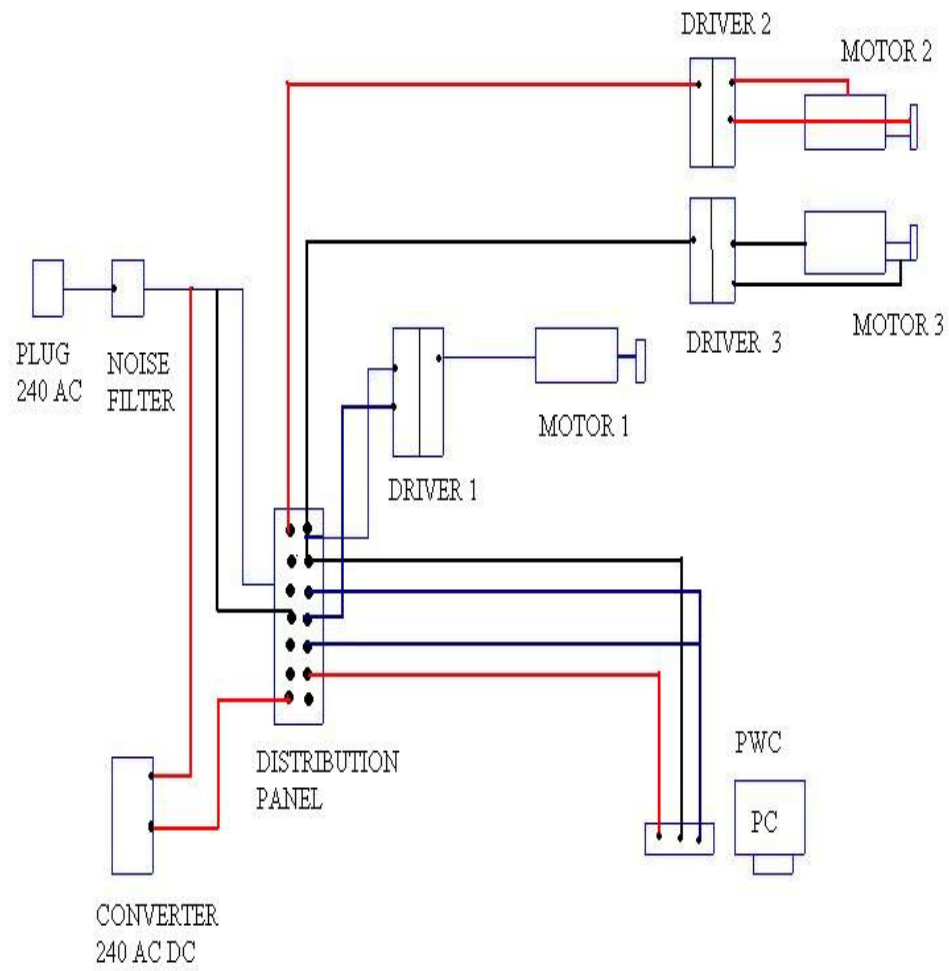 DRIVER 2
MOTOR 2
PLUG
240 AC
NOISE
FILTER
DRIVER 3
MOTOR 3
MOTOR 1
DRIVER 1
DISTRIBUTION
PANEL
PWC
PC
CONVERTER
240 AC DC